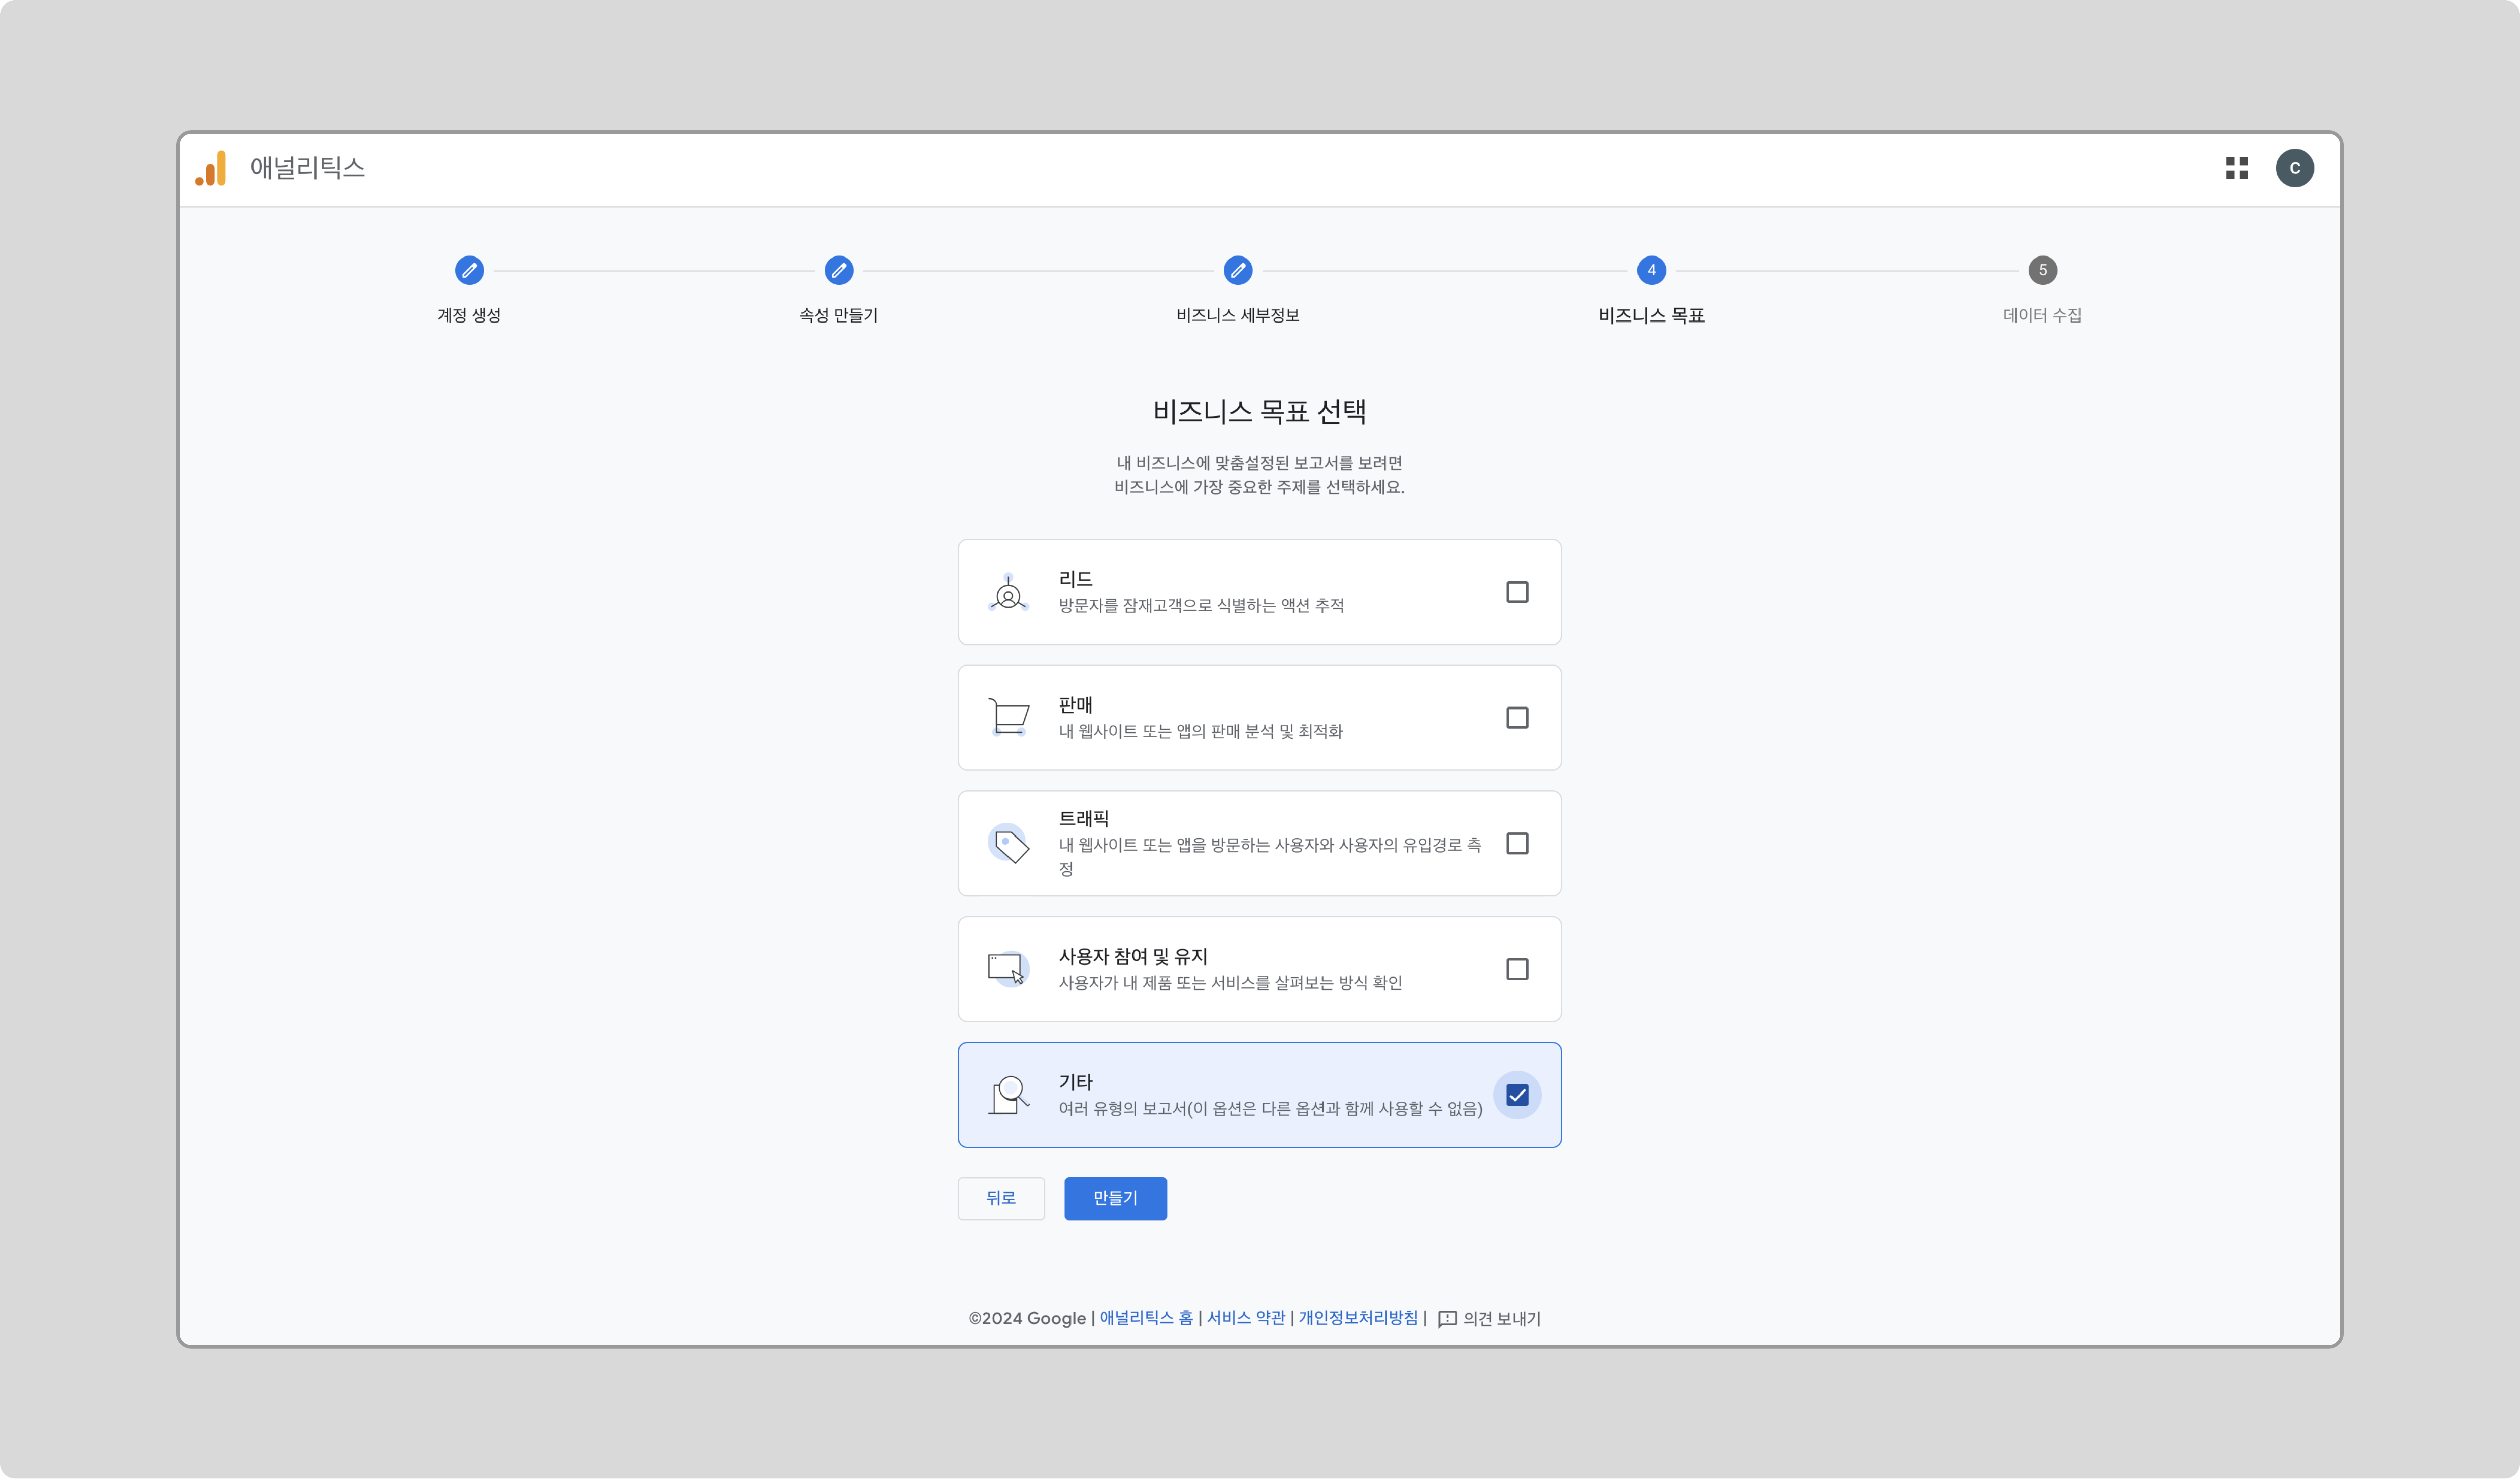 애널리틱스
C
4
5
계정 생성
속성 만들기
비즈니스 세부정보
비즈니스 목표
데이터 수집
비즈니스 목표 선택
내 비즈니스에 맞춤설정된 보고서를 보려면
비즈니스에 가장 중요한 주제를 선택하세요.
리드
방문자를 잠재고객으로 식별하는 액션 추적
판매
내 웹사이트 또는 앱의 판매 분석 및 최적화
트래픽
내 웹사이트 또는 앱을 방문하는 사용자와 사용자의 유입경로 측
정
사용자 참여 및 유지
사용자가 내 제품 또는 서비스를 살펴보는 방식 확인
기타
여러 유형의 보고서(이 옵션은 다른 옵션과 함께 사용할 수 없음)
뒤로
만들기
©2024 Google | 애널리틱스 홈 | 서비스 약관 | 개인정보처리방침 | 의견 보내기